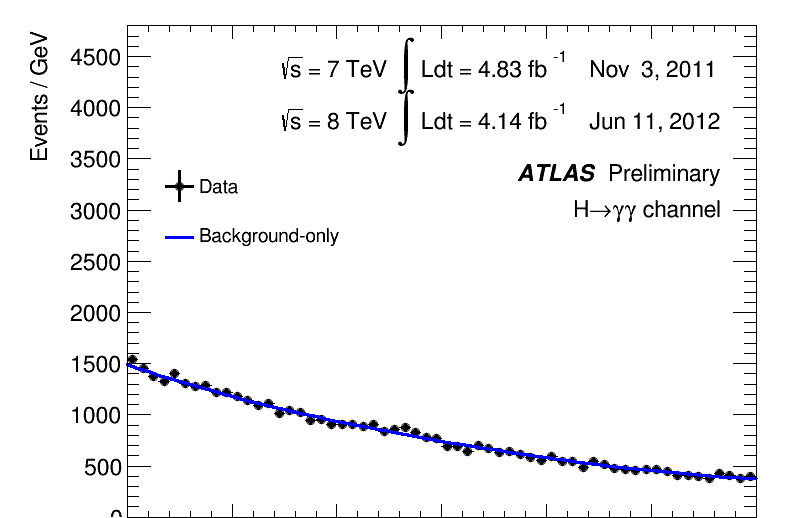 Events / GeV
4500
4000
3500
3000
2500
2000
1500
1000
500
0
√s = 7 TeV ∫ Ldt = 4.83 fb⁻¹ Nov 3, 2011
√s = 8 TeV ∫ Ldt = 4.14 fb⁻¹ Jun 11, 2012
ATLAS Preliminary
H→γγ channel
Data
Background-only